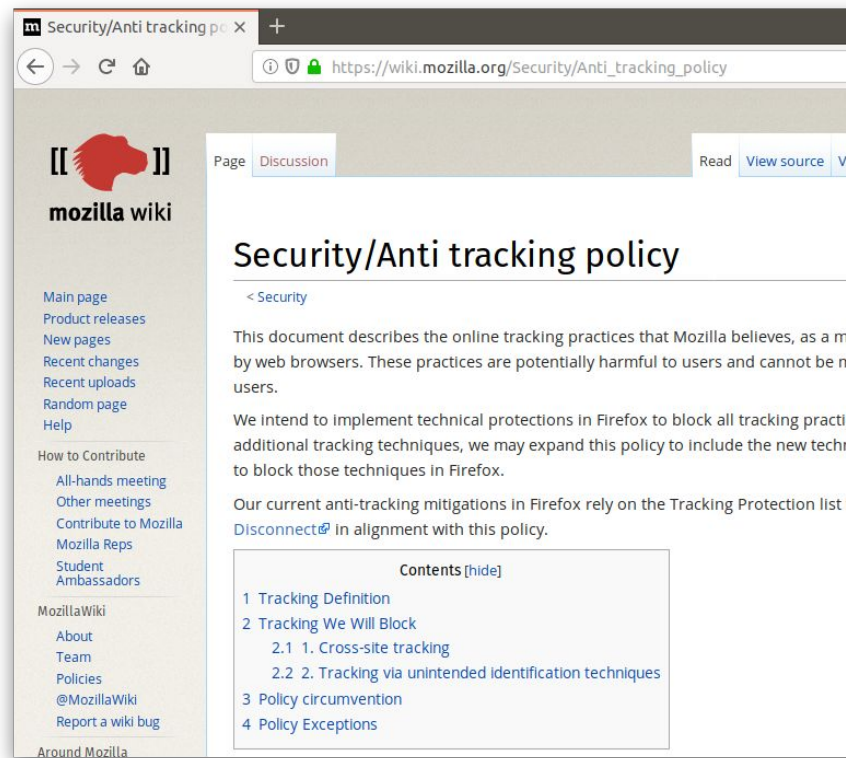 m Security/Anti tracking po
https://wiki.mozilla.org/Security/Anti_tracking_policy
[[ ]]
mozilla wiki
Page Discussion
Read View source V
Security/Anti tracking policy
< Security
This document describes the online tracking practices that Mozilla believes, as a m
by web browsers. These practices are potentially harmful to users and cannot be m
users.
We intend to implement technical protections in Firefox to block all tracking practi
additional tracking techniques, we may expand this policy to include the new techn
to block those techniques in Firefox.
Our current anti-tracking mitigations in Firefox rely on the Tracking Protection list
Disconnect in alignment with this policy.
Contents [hide]
1 Tracking Definition
2 Tracking We Will Block
2.1 1. Cross-site tracking
2.2 2. Tracking via unintended identification techniques
3 Policy circumvention
4 Policy Exceptions
Main page
Product releases
New pages
Recent changes
Recent uploads
Random page
Help
How to Contribute
All-hands meeting
Other meetings
Contribute to Mozilla
Mozilla Reps
Student
Ambassadors
MozillaWiki
About
Team
Policies
@MozillaWiki
Report a wiki bug
Around Mozilla